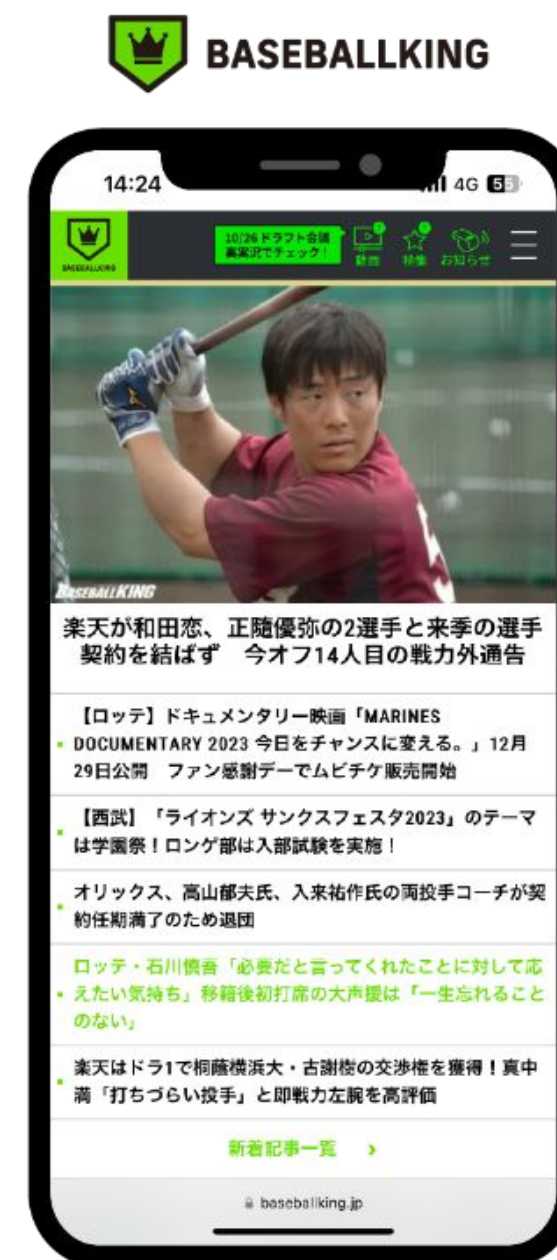 BASEBALLKING
14:24
4G 55
BASEBALLKING
10/26 ドラフト会議
裏実況でチェック！
動画 特集 お知らせ
BASEBALLKING
楽天が和田恋、正隨優弥の2選手と来季の選手
契約を結ばず 今オフ14人目の戦力外通告
【ロッテ】ドキュメンタリー映画「MARINES
DOCUMENTARY 2023 今日をチャンスに変える。」12月
29日公開 ファン感謝デーでムビチケ販売開始
【西武】「ライオンズ サンクスフェスタ2023」のテーマ
は学園祭！ロンゲ部は入部試験を実施！
オリックス、高山郁夫氏、入来祐作氏の両投手コーチが契
約任期満了のため退団
ロッテ・石川慎吾「必要だと言ってくれたことに対して応
えたい気持ち」移籍後初打席の大声援は「一生忘れること
のない」
楽天はドラ1で桐蔭横浜大・古謝樹の交渉権を獲得！真中
満「打ちづらい投手」と即戦力左腕を高評価
新着記事一覧 ›
baseballking.jp